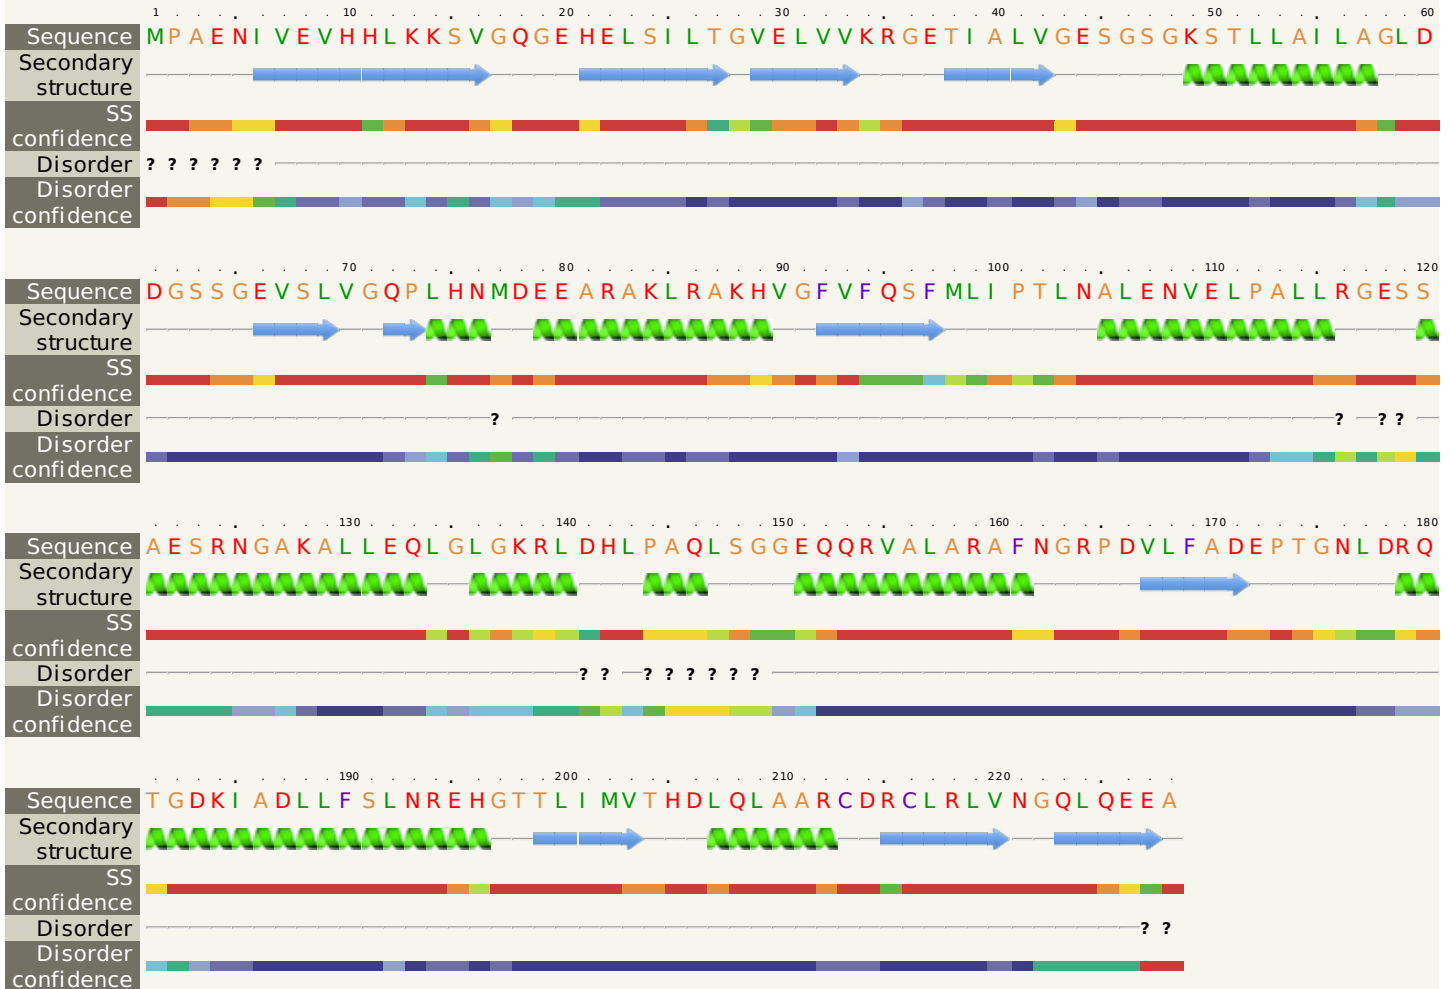 1 . . . . . . . . 10 . . . . . . . . . 20 . . . . . . . . . 30 . . . . . . . . . 40 . . . . . . . . . 50 . . . . . . . . . 60
Sequence MPAENIVEVHHLKKSVGQGEHELSILTGVELVVKRGETIALVGESGSGKSTLLAILAGLD
Secondary
structure
SS
confidence
Disorder ? ? ? ? ? ?
Disorder
confidence
. . . . . . . . . 70 . . . . . . . . . 80 . . . . . . . . . 90 . . . . . . . . . 100 . . . . . . . . . 110 . . . . . . . . . 120
Sequence DGSSGEVSLVGQPLHNMDEEARAKLRAKHVGFVFQSFMLIPTLNALENVELPALLRGESS
Secondary
structure
SS
confidence
Disorder ? ? ? ?
Disorder
confidence
. . . . . . . . . 130 . . . . . . . . . 140 . . . . . . . . . 150 . . . . . . . . . 160 . . . . . . . . . 170 . . . . . . . . . 180
Sequence AESRNGAKALLEQLGLGKRLDHLPAQLSGGEQQRVALARAFNGRPDVLFADEPTGNLDRQ
Secondary
structure
SS
confidence
Disorder ? ? ? ? ? ? ? ?
Disorder
confidence
. . . . . . . . . 190 . . . . . . . . . 200 . . . . . . . . . 210 . . . . . . . . . 220 . . . . . . . .
Sequence TGDKIADLLFSLNREHGTTLIMVTHDLQLAARCDRCLRLVNGQLQEEA
Secondary
structure
SS
confidence
Disorder ? ?
Disorder
confidence